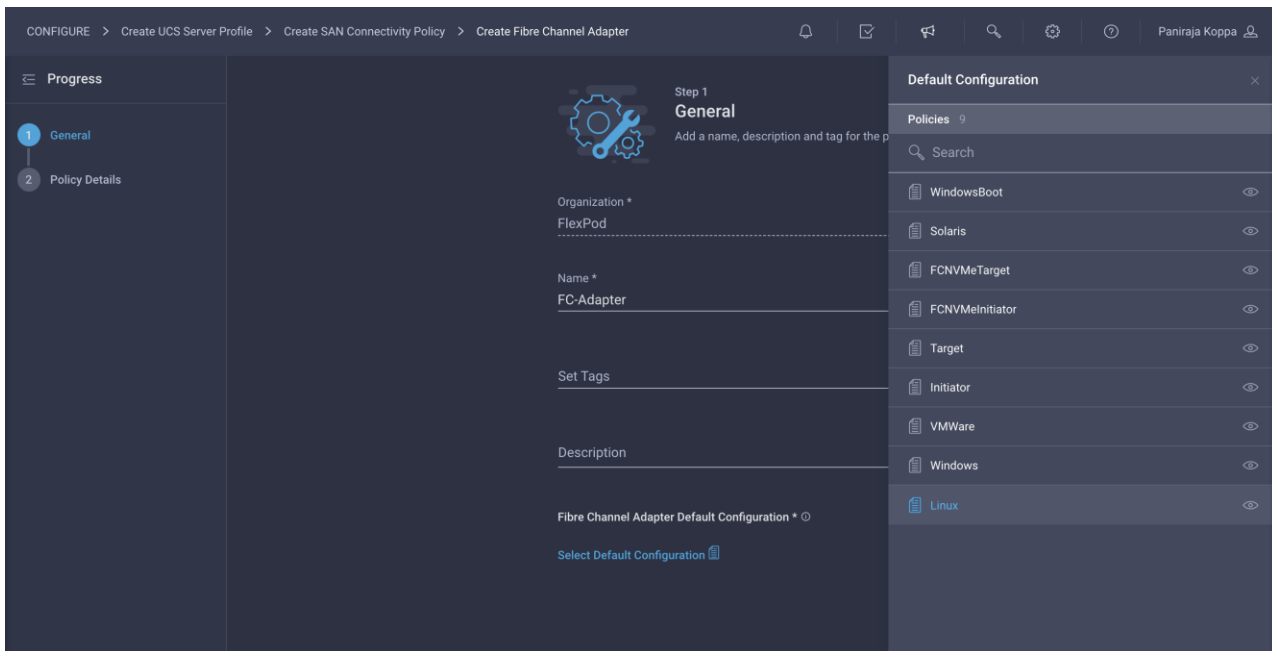 CONFIGURE > Create UCS Server Profile > Create SAN Connectivity Policy > Create Fibre Channel Adapter
Paniraja Koppa
Progress
1 General
2 Policy Details
Step 1
General
Add a name, description and tag for the p
Organization *
FlexPod
Name *
FC-Adapter
Set Tags
Description
Fibre Channel Adapter Default Configuration *
Select Default Configuration
Default Configuration
Policies 9
Search
WindowsBoot
Solaris
FCNVMeTarget
FCNVMeInitiator
Target
Initiator
VMWare
Windows
Linux